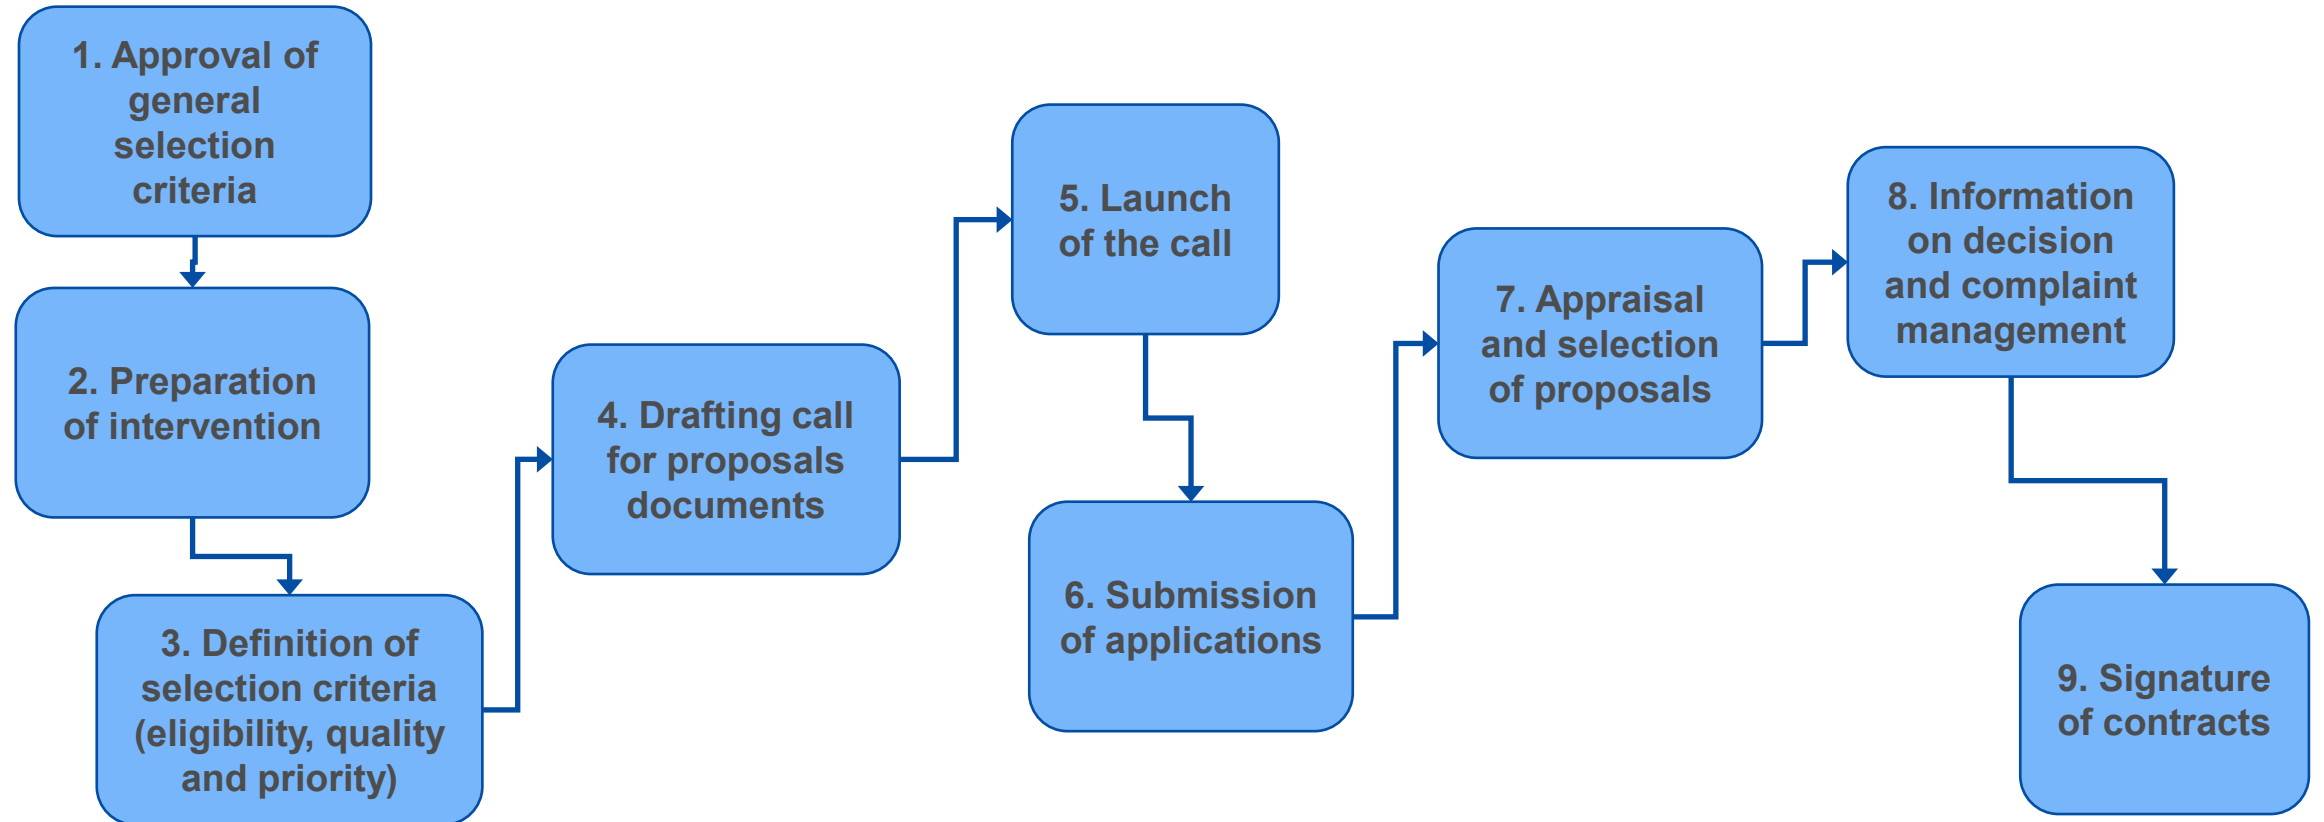 1. Approval of
general
selection
criteria
2. Preparation
of intervention
3. Definition of
selection criteria
(eligibility, quality
and priority)
4. Drafting call
for proposals
documents
5. Launch
of the call
6. Submission
of applications
7. Appraisal
and selection
of proposals
8. Information
on decision
and complaint
management
9. Signature
of contracts